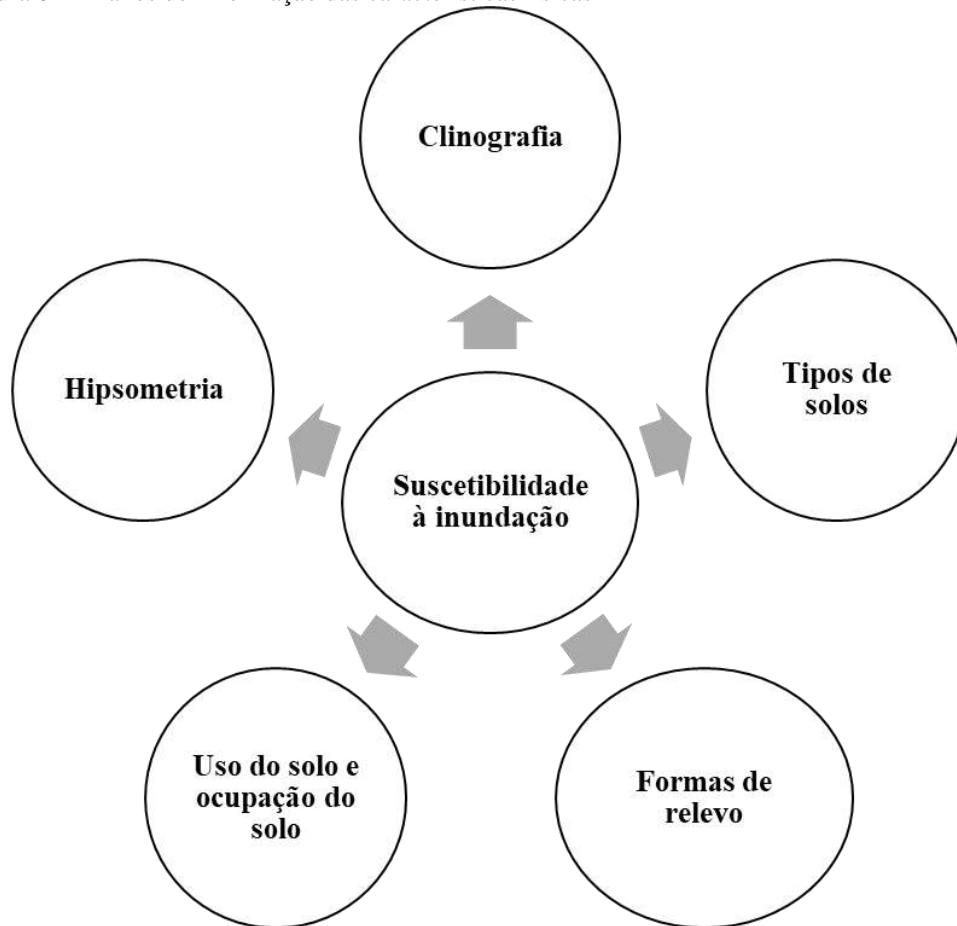 Clinografia
Hipsometria
Tipos de
solos
Suscetibilidade
à inundação
Uso do solo e
ocupação do
solo
Formas de
relevo